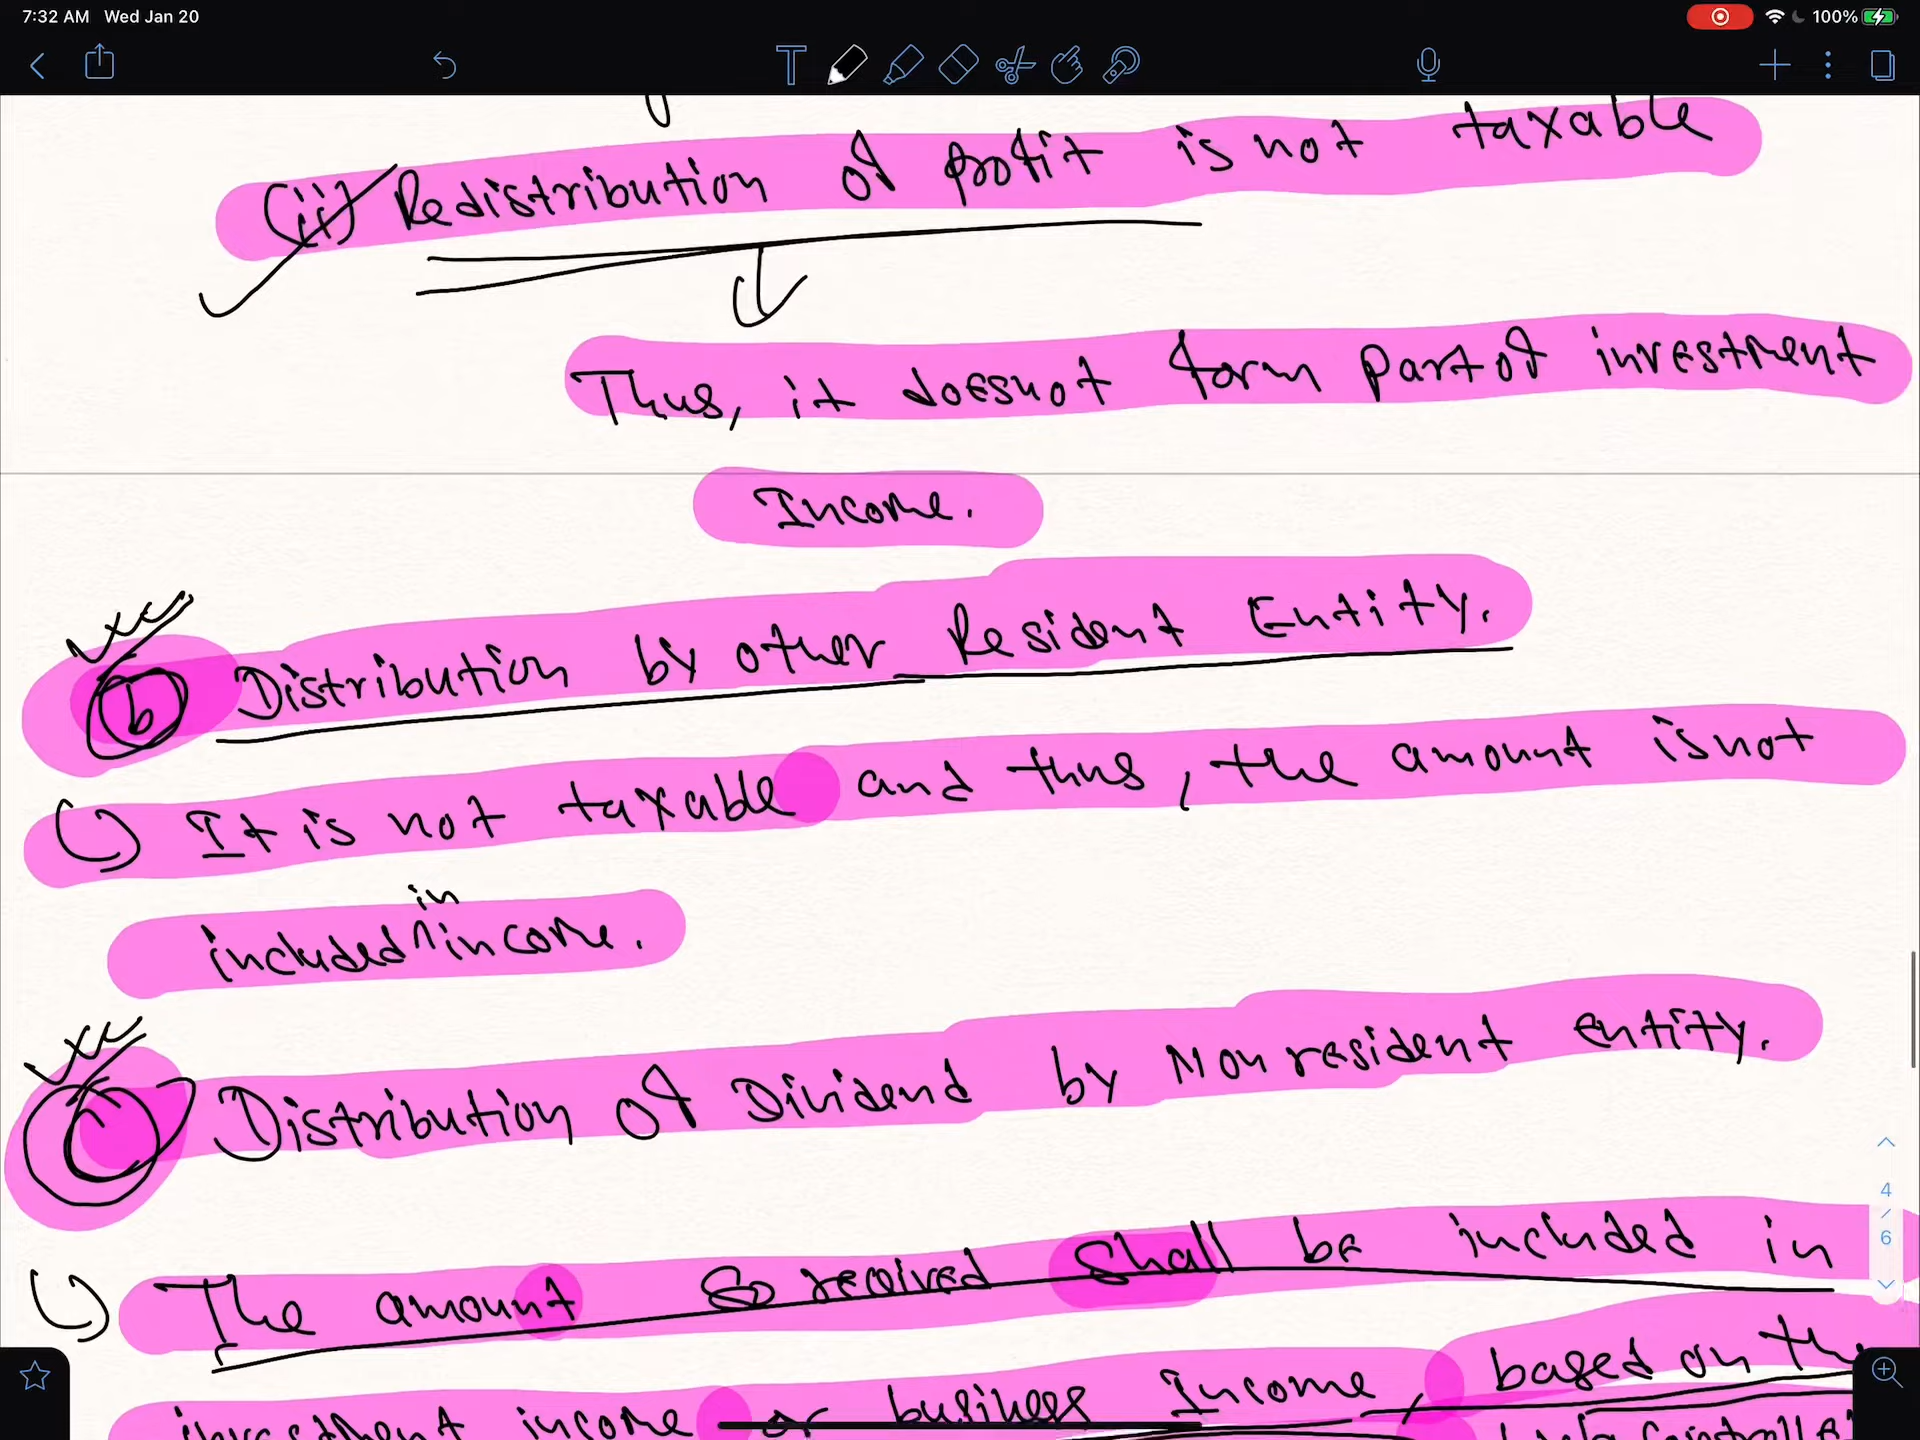 7:32 AM Wed Jan 20
100%
(ii) Redistribution of profit is not taxable
Thus, it does not form part of investment
Income.
b Distribution by other Resident Entity.
It is not taxable and thus, the amount is not
in
included ^ income.
Distribution of Dividend by Non resident entity.
The amount so received shall be included in
investment income or business Income, based on
4
/
6